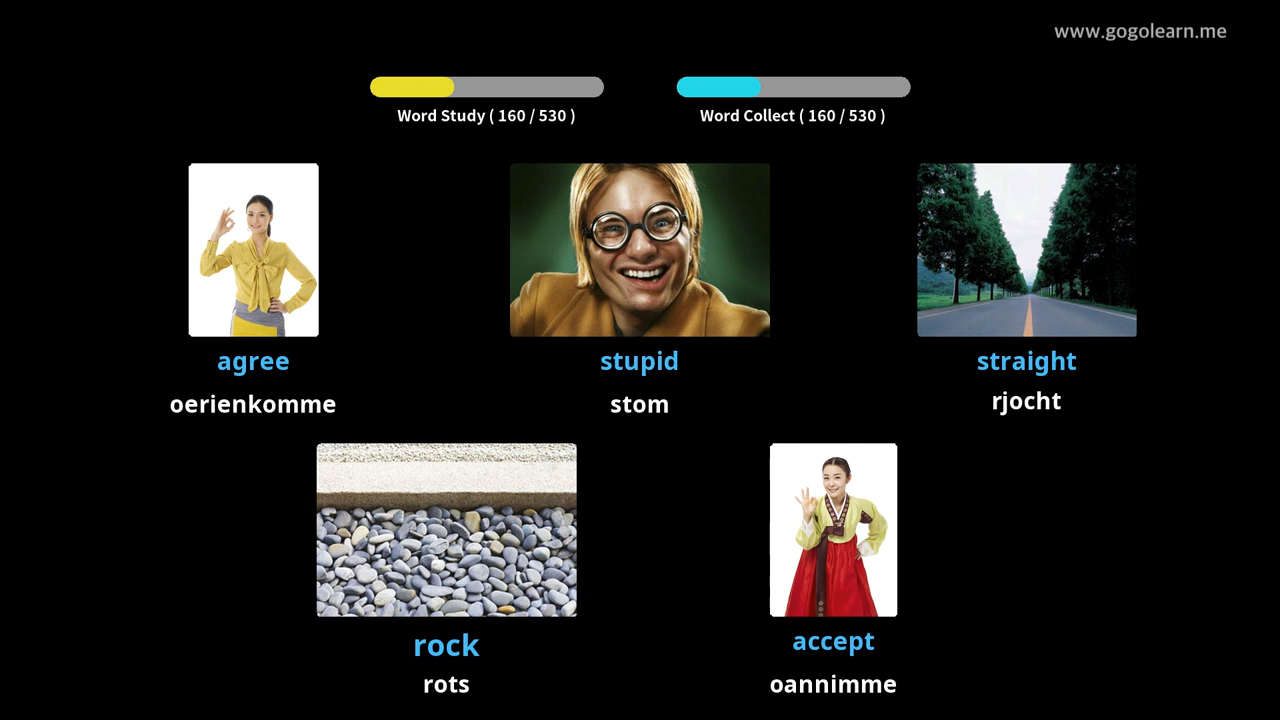 www.gogolearn.me
Word Study ( 160 / 530 )
Word Collect ( 160 / 530 )
agree
oerienkomme
stupid
stom
straight
rjocht
rock
rots
accept
oannimme